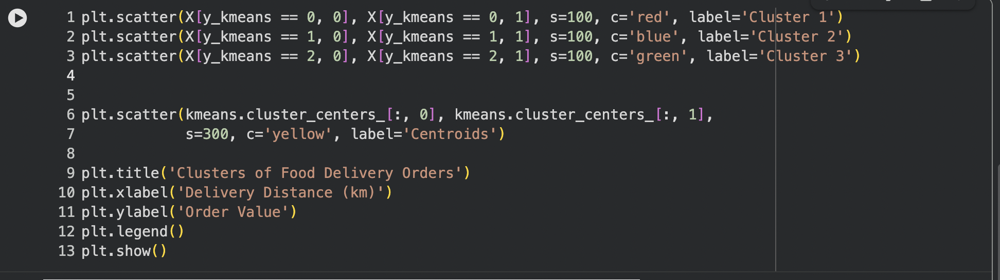 1 plt.scatter(X[y_kmeans == 0, 0], X[y_kmeans == 0, 1], s=100, c='red', label='Cluster 1')
2 plt.scatter(X[y_kmeans == 1, 0], X[y_kmeans == 1, 1], s=100, c='blue', label='Cluster 2')
3 plt.scatter(X[y_kmeans == 2, 0], X[y_kmeans == 2, 1], s=100, c='green', label='Cluster 3')
4
5
6 plt.scatter(kmeans.cluster_centers_[:, 0], kmeans.cluster_centers_[:, 1],
7             s=300, c='yellow', label='Centroids')
8
9 plt.title('Clusters of Food Delivery Orders')
10 plt.xlabel('Delivery Distance (km)')
11 plt.ylabel('Order Value')
12 plt.legend()
13 plt.show()